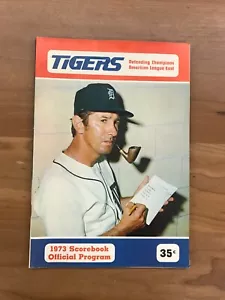 TIGERS
Defending Champions
American League East
D
1973 Scorebook
Official Program
35¢